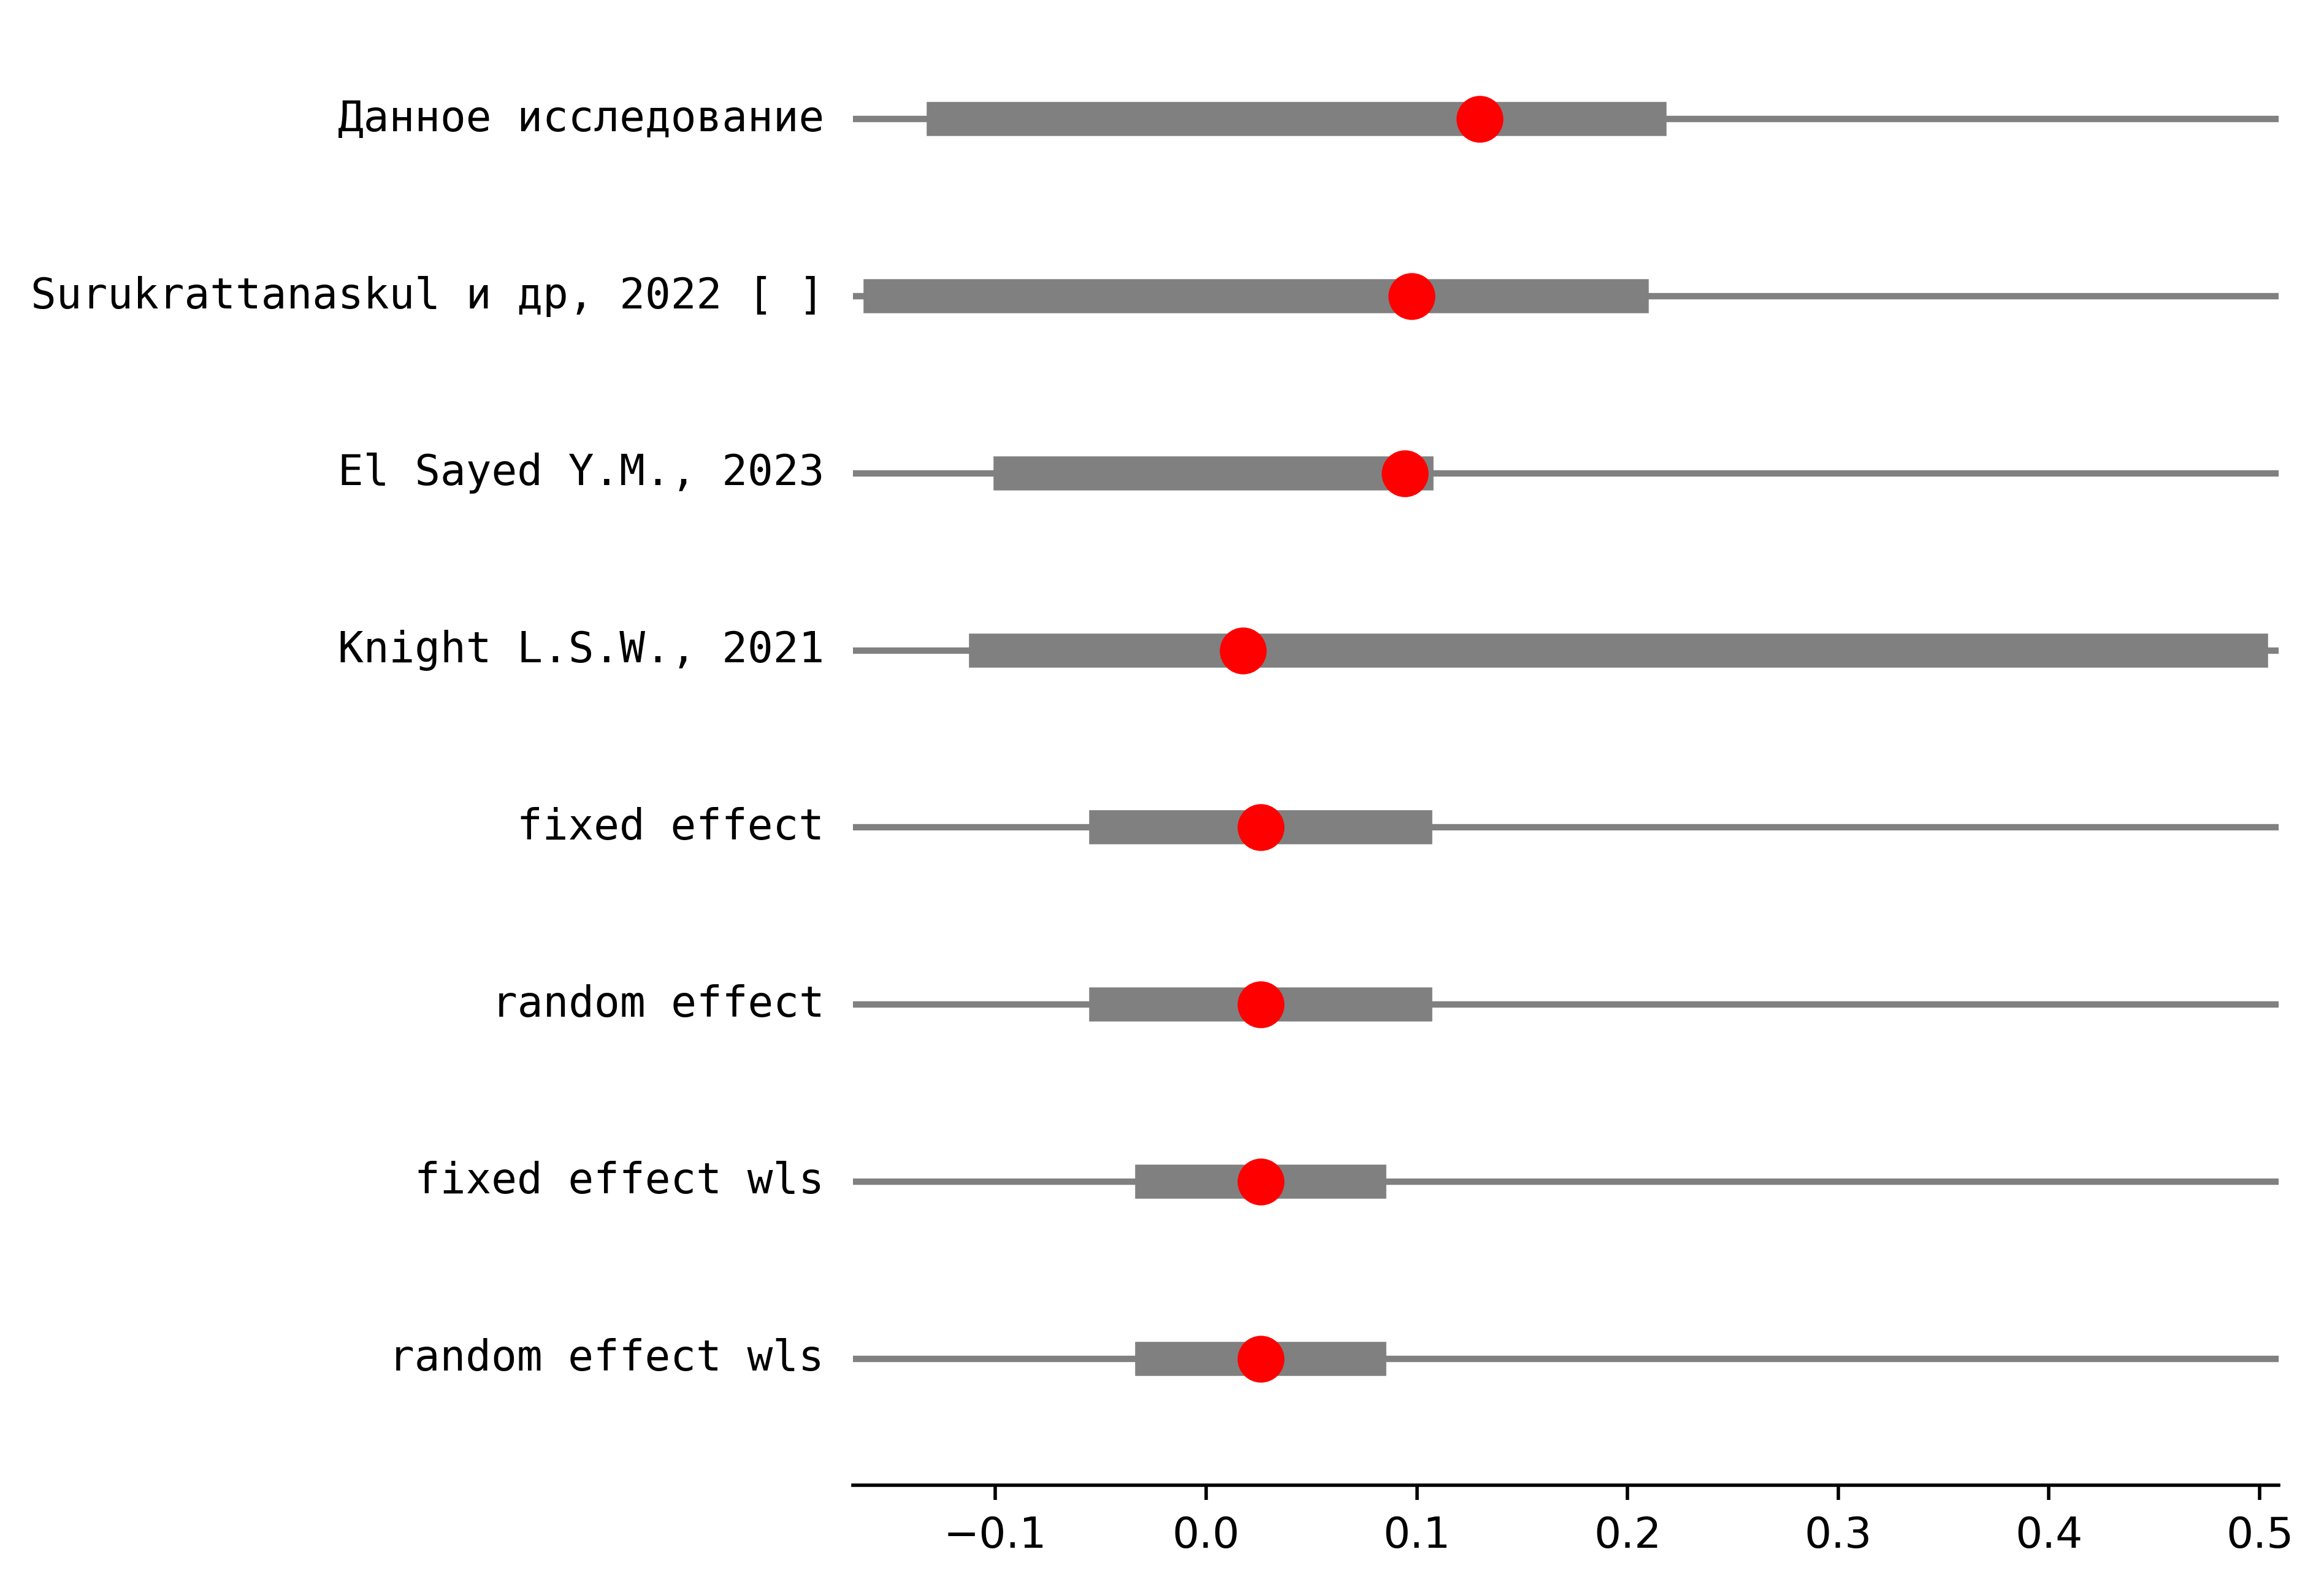 Данное исследование
Surukrattanaskul и др, 2022 [ ]
El Sayed Y.M., 2023
Knight L.S.W., 2021
fixed effect
random effect
fixed effect wls
random effect wls
−0.1 0.0 0.1 0.2 0.3 0.4 0.5